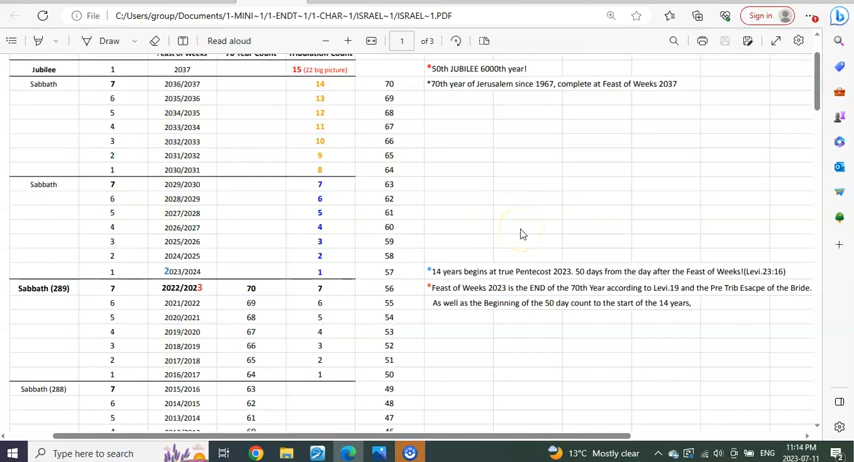 File C:/Users/group/Documents/1-MINI~1/1-ENDT~1/1-CHAR~1/ISRAEL~1/ISRAEL~1.PDF Sign in
Draw Read aloud 1 of 3
Feast of Weeks 70 Year Count Tribulation Count
Jubilee 1 2037 15 (22 big picture) *50th JUBILEE 6000th year!
Sabbath 7 2036/2037 14 70 *70th year of Jerusalem since 1967, complete at Feast of Weeks 2037
6 2035/2036 13 69
5 2034/2035 12 68
4 2033/2034 11 67
3 2032/2033 10 66
2 2031/2032 9 65
1 2030/2031 8 64
Sabbath 7 2029/2030 7 63
6 2028/2029 6 62
5 2027/2028 5 61
4 2026/2027 4 60
3 2025/2026 3 59
2 2024/2025 2 58
1 2023/2024 1 57 *14 years begins at true Pentecost 2023. 50 days from the day after the Feast of Weeks!(Levi.23:16)
Sabbath (289) 7 2022/2023 70 7 56 *Feast of Weeks 2023 is the END of the 70th Year according to Levi.19 and the Pre Trib Esacpe of the Bride.
6 2021/2022 69 6 55 As well as the Beginning of the 50 day count to the start of the 14 years,
5 2020/2021 68 5 54
4 2019/2020 67 4 53
3 2018/2019 66 3 52
2 2017/2018 65 2 51
1 2016/2017 64 1 50
Sabbath (288) 7 2015/2016 63 49
6 2014/2015 62 48
5 2013/2014 61 47
Type here to search 13°C Mostly clear ENG 11:14 PM
2023-07-11